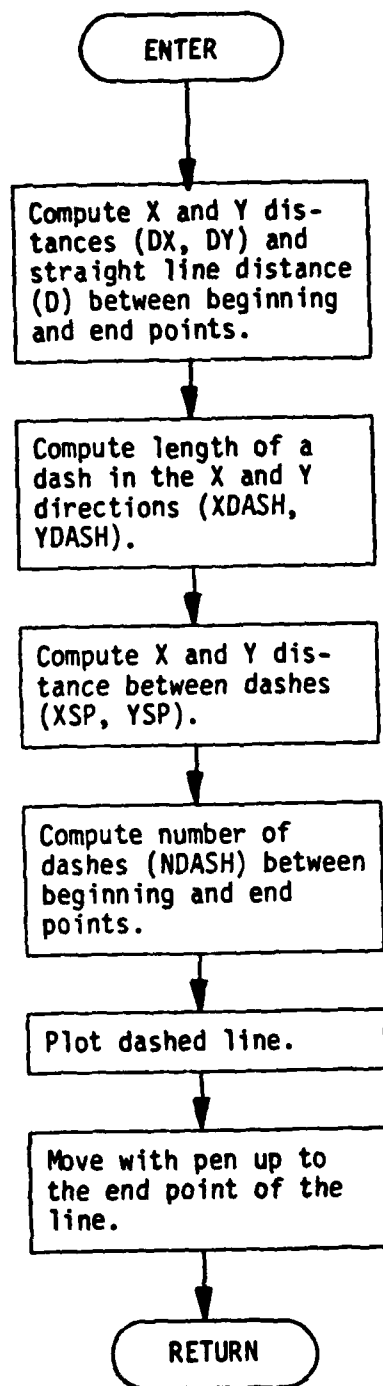 ENTER
Compute X and Y dis-
tances (DX, DY) and
straight line distance
(D) between beginning
and end points.
Compute length of a
dash in the X and Y
directions (XDASH,
YDASH).
Compute X and Y dis-
tance between dashes
(XSP, YSP).
Compute number of
dashes (NDASH) between
beginning and end
points.
Plot dashed line.
Move with pen up to
the end point of the
line.
RETURN